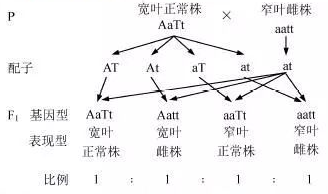 P 宽叶正常株 × 窄叶雌株
AaTt aatt
配子 AT At aT at at
F₁ 基因型 AaTt Aatt aaTt aatt
表现型 宽叶 宽叶 窄叶 窄叶
正常株 雌株 正常株 雌株
比例 1 : 1 : 1 : 1